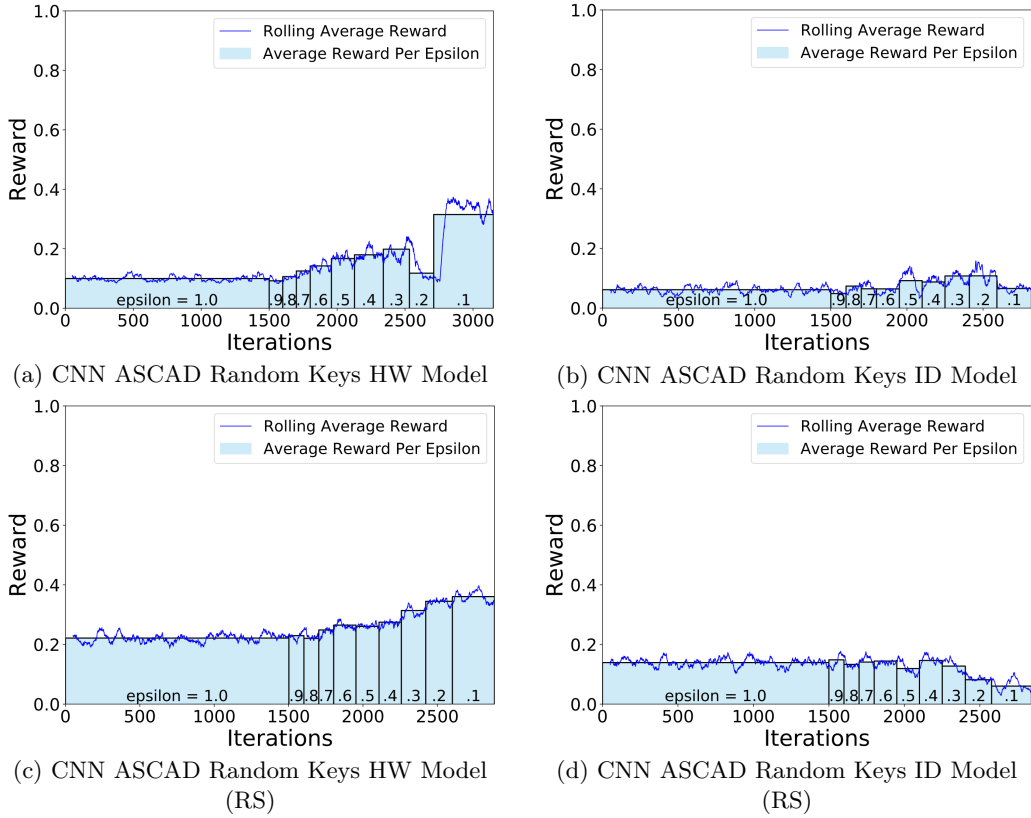 1.0
0.8
0.6
0.4
0.2
0.0
Reward
Rolling Average Reward
Average Reward Per Epsilon
epsilon = 1.0 .9 .8 .7 .6 .5 .4 .3 .2 .1
0 500 1000 1500 2000 2500 3000
Iterations
(a) CNN ASCAD Random Keys HW Model
1.0
0.8
0.6
0.4
0.2
0.0
Reward
Rolling Average Reward
Average Reward Per Epsilon
epsilon = 1.0 .9 .8 .7 .6 .5 .4 .3 .2 .1
0 500 1000 1500 2000 2500
Iterations
(b) CNN ASCAD Random Keys ID Model
1.0
0.8
0.6
0.4
0.2
0.0
Reward
Rolling Average Reward
Average Reward Per Epsilon
epsilon = 1.0 .9 .8 .7 .6 .5 .4 .3 .2 .1
0 500 1000 1500 2000 2500
Iterations
(c) CNN ASCAD Random Keys HW Model
(RS)
1.0
0.8
0.6
0.4
0.2
0.0
Reward
Rolling Average Reward
Average Reward Per Epsilon
epsilon = 1.0 .9 .8 .7 .6 .5 .4 .3 .2 .1
0 500 1000 1500 2000 2500
Iterations
(d) CNN ASCAD Random Keys ID Model
(RS)